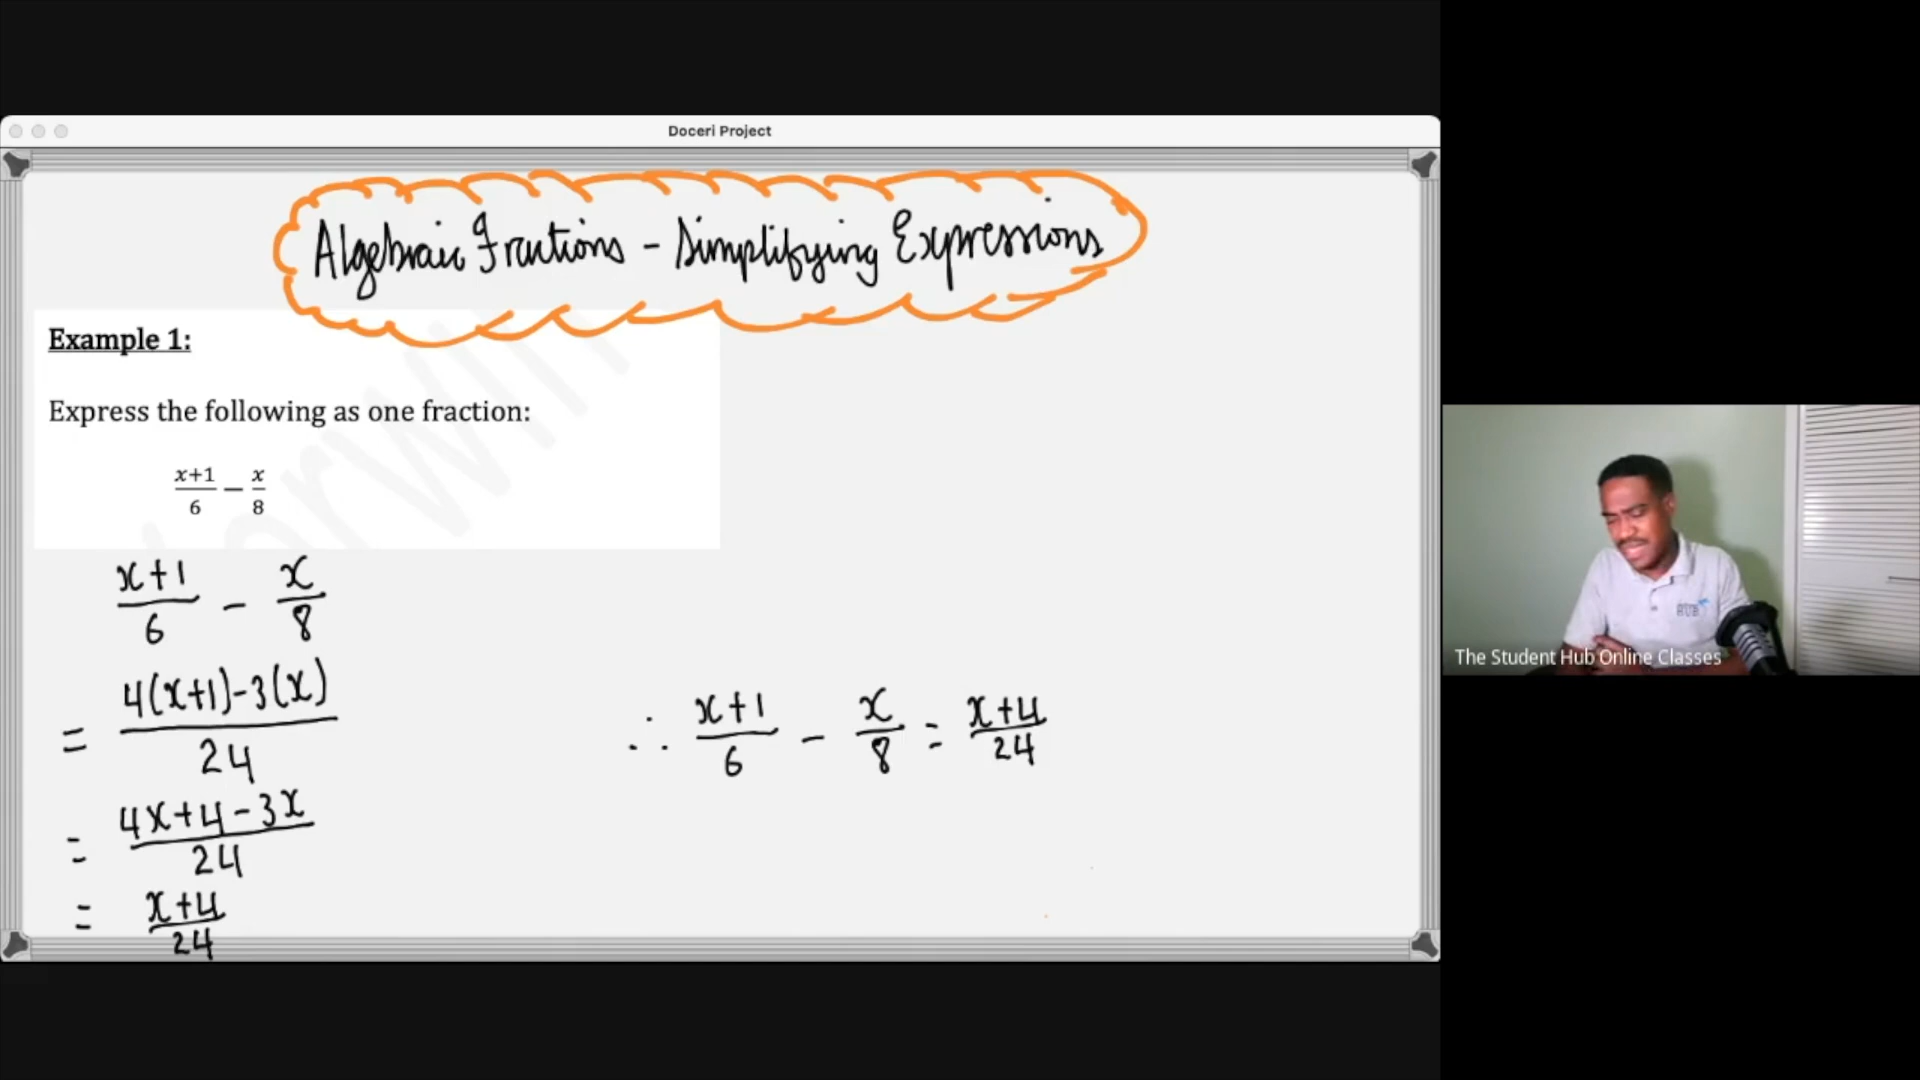 Doceri Project
Algebraic Fractions - Simplifying Expressions
Example 1:
Express the following as one fraction:
x+1/6 − x/8
x+1/6 - x/8
= 4(x+1)-3(x)/24
= 4x+4-3x/24
= x+4/24
∴ x+1/6 - x/8 = x+4/24
The Student Hub Online Classes